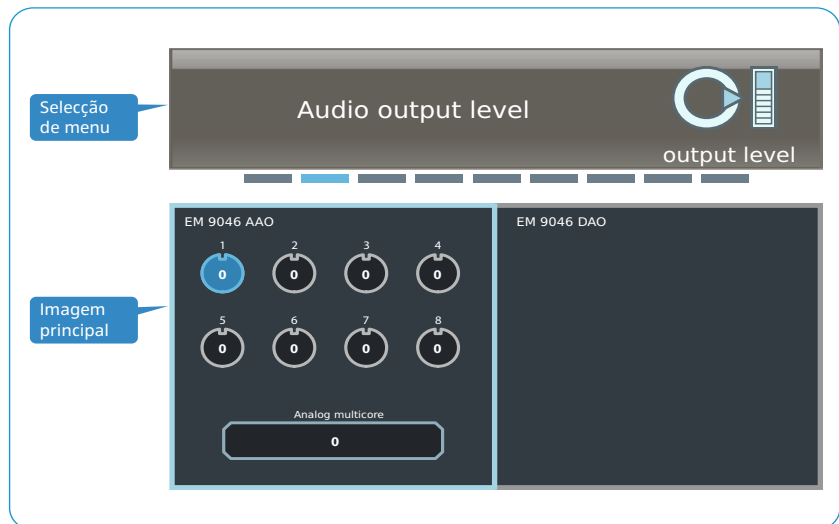 Selecção
de menu
Audio output level
output level
Imagem
principal
EM 9046 AAO
1 2 3 4
0 0 0 0
5 6 7 8
0 0 0 0
Analog multicore
0
EM 9046 DAO